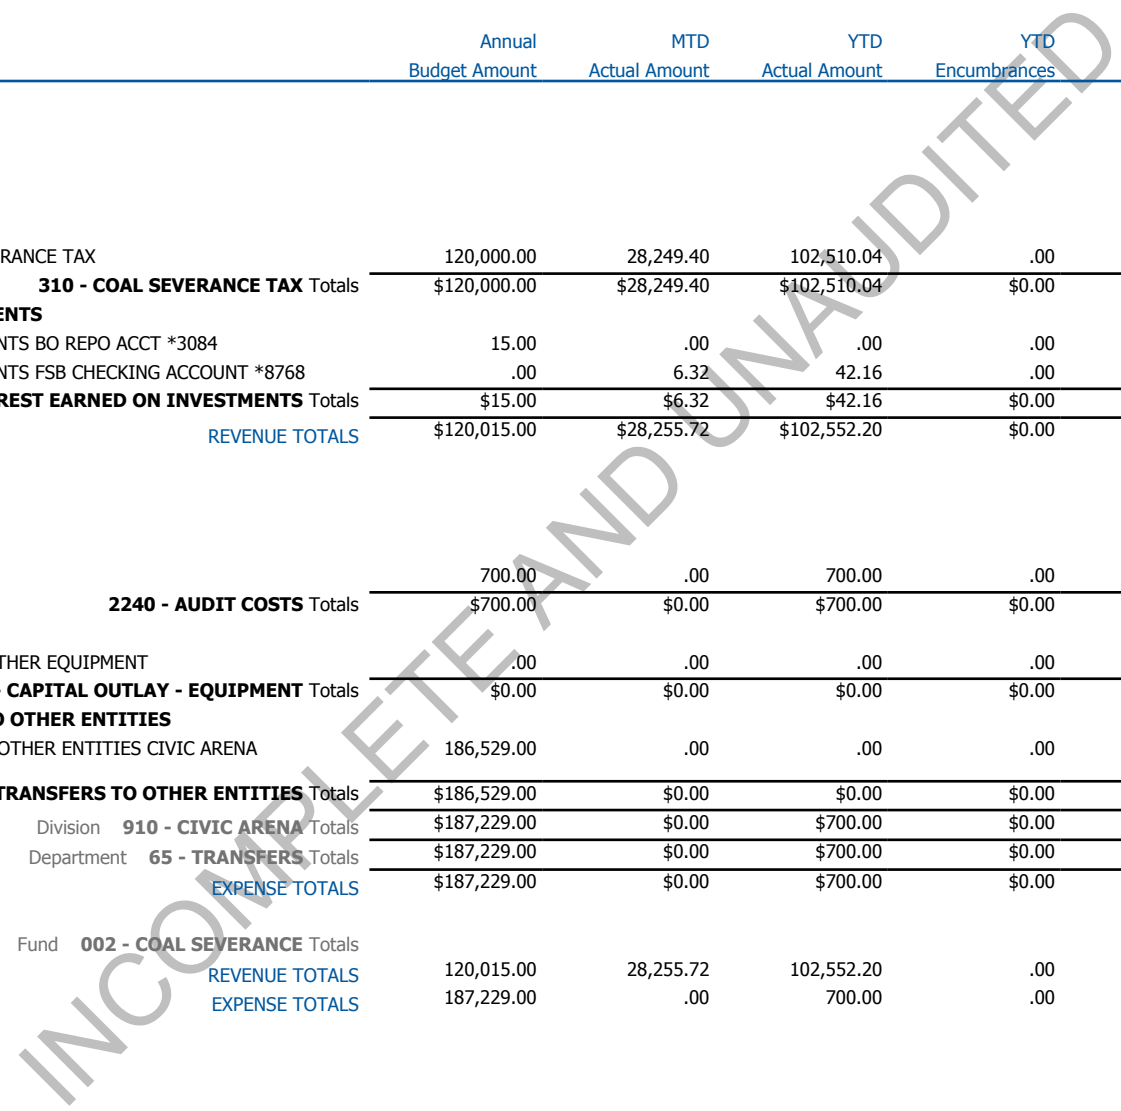 Annual MTD YTD YTD
Budget Amount Actual Amount Actual Amount Encumbrances
RANCE TAX 120,000.00 28,249.40 102,510.04 .00
310 - COAL SEVERANCE TAX Totals $120,000.00 $28,249.40 $102,510.04 $0.00
ENTS
NTS BO REPO ACCT *3084 15.00 .00 .00 .00
NTS FSB CHECKING ACCOUNT *8768 .00 6.32 42.16 .00
REST EARNED ON INVESTMENTS Totals $15.00 $6.32 $42.16 $0.00
REVENUE TOTALS $120,015.00 $28,255.72 $102,552.20 $0.00
700.00 .00 700.00 .00
2240 - AUDIT COSTS Totals $700.00 $0.00 $700.00 $0.00
THER EQUIPMENT .00 .00 .00 .00
- CAPITAL OUTLAY - EQUIPMENT Totals $0.00 $0.00 $0.00 $0.00
O OTHER ENTITIES
OTHER ENTITIES CIVIC ARENA 186,529.00 .00 .00 .00
TRANSFERS TO OTHER ENTITIES Totals $186,529.00 $0.00 $0.00 $0.00
Division 910 - CIVIC ARENA Totals $187,229.00 $0.00 $700.00 $0.00
Department 65 - TRANSFERS Totals $187,229.00 $0.00 $700.00 $0.00
EXPENSE TOTALS $187,229.00 $0.00 $700.00 $0.00
Fund 002 - COAL SEVERANCE Totals
REVENUE TOTALS 120,015.00 28,255.72 102,552.20 .00
EXPENSE TOTALS 187,229.00 .00 700.00 .00
INCOMPLETE AND UNAUDITED